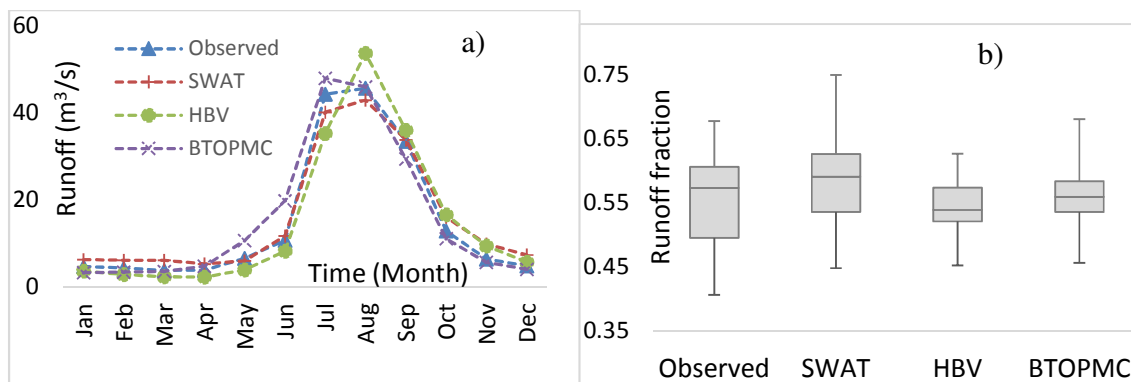 a)
Runoff (m³/s)
60
40
20
0
Observed
SWAT
HBV
BTOPMC
Time (Month)
Jan
Feb
Mar
Apr
May
Jun
Jul
Aug
Sep
Oct
Nov
Dec
b)
Runoff fraction
0.75
0.65
0.55
0.45
0.35
Observed
SWAT
HBV
BTOPMC